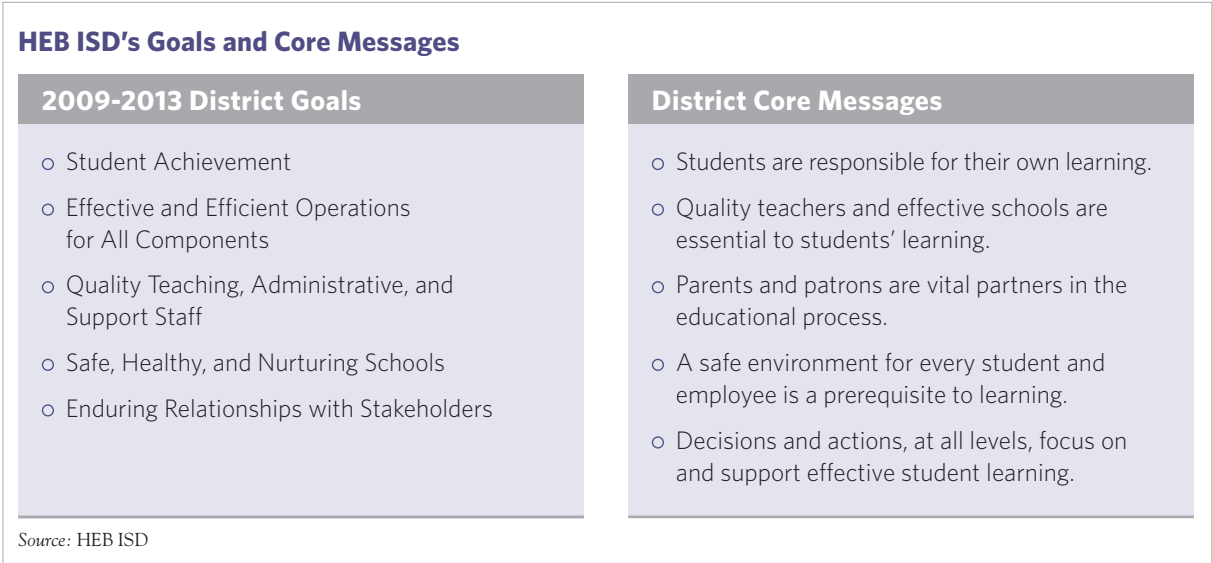 HEB ISD's Goals and Core Messages
2009-2013 District Goals
○ Student Achievement
○ Effective and Efficient Operations
for All Components
○ Quality Teaching, Administrative, and
Support Staff
○ Safe, Healthy, and Nurturing Schools
○ Enduring Relationships with Stakeholders
District Core Messages
○ Students are responsible for their own learning.
○ Quality teachers and effective schools are
essential to students' learning.
○ Parents and patrons are vital partners in the
educational process.
○ A safe environment for every student and
employee is a prerequisite to learning.
○ Decisions and actions, at all levels, focus on
and support effective student learning.
Source: HEB ISD